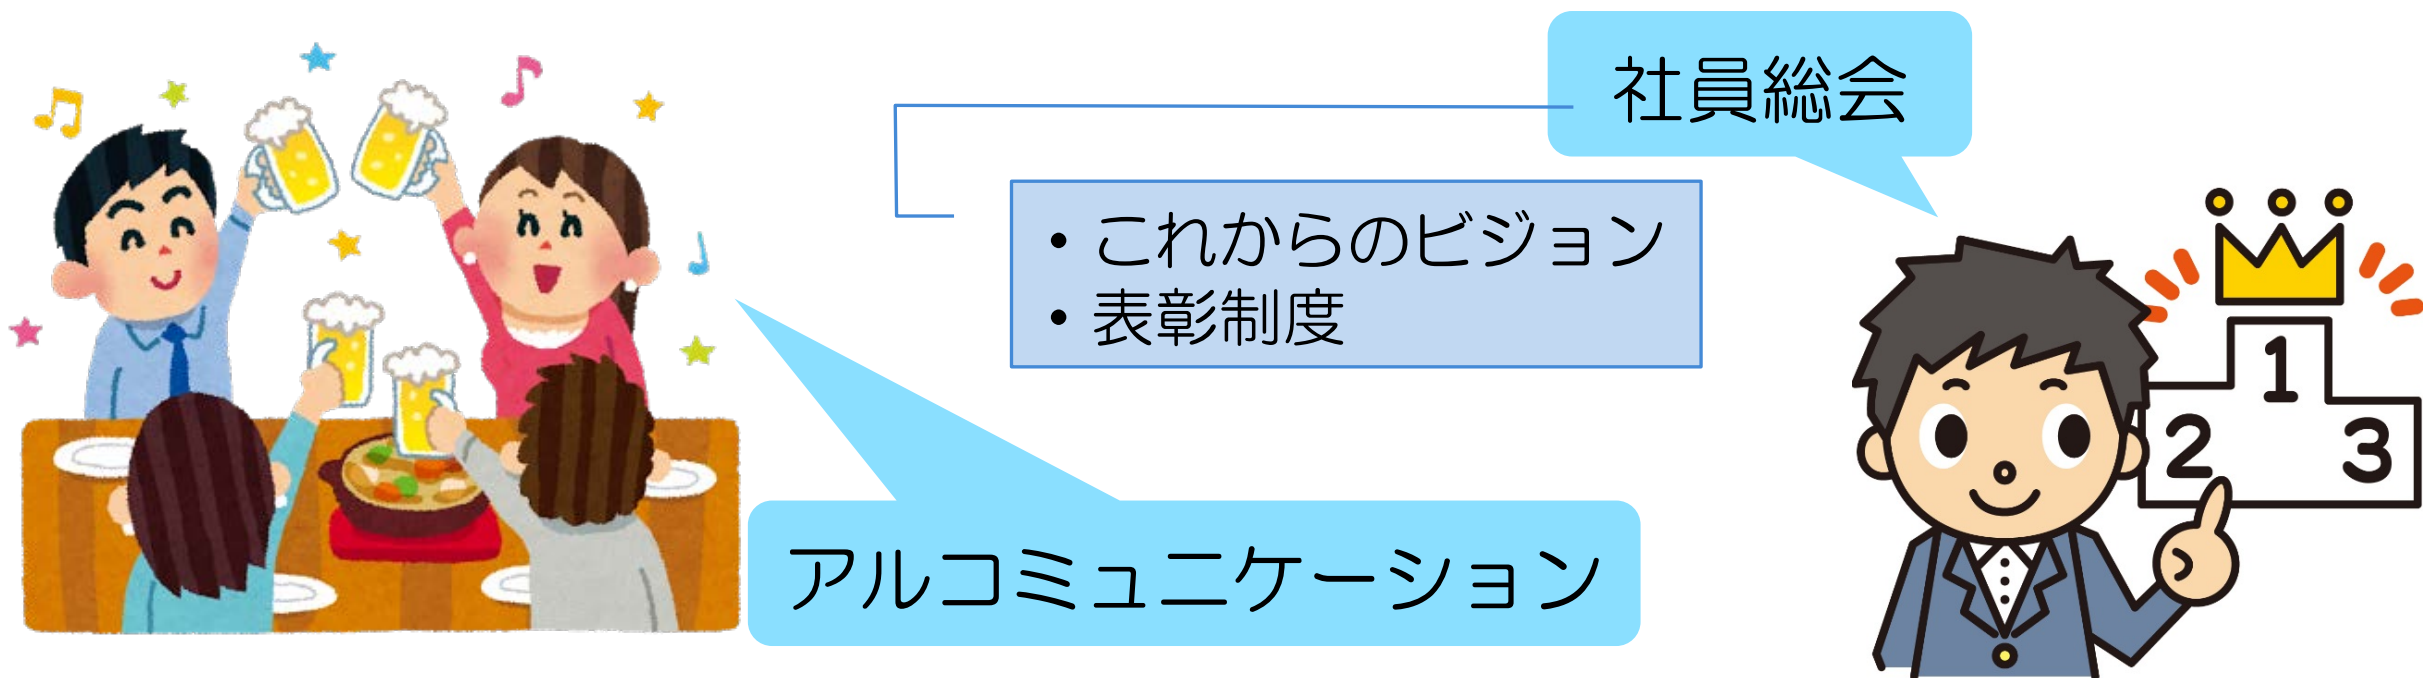 社員総会
• これからのビジョン
• 表彰制度
アルコミュニケーション
1
2 3